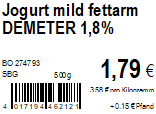 Jogurt mild fettarm
DEMETER 1,8%
BO 274793
SBG 500g
1,79 €
3.58 € pro Kilogramm
4 017194 462121
+0.15 € Pfand